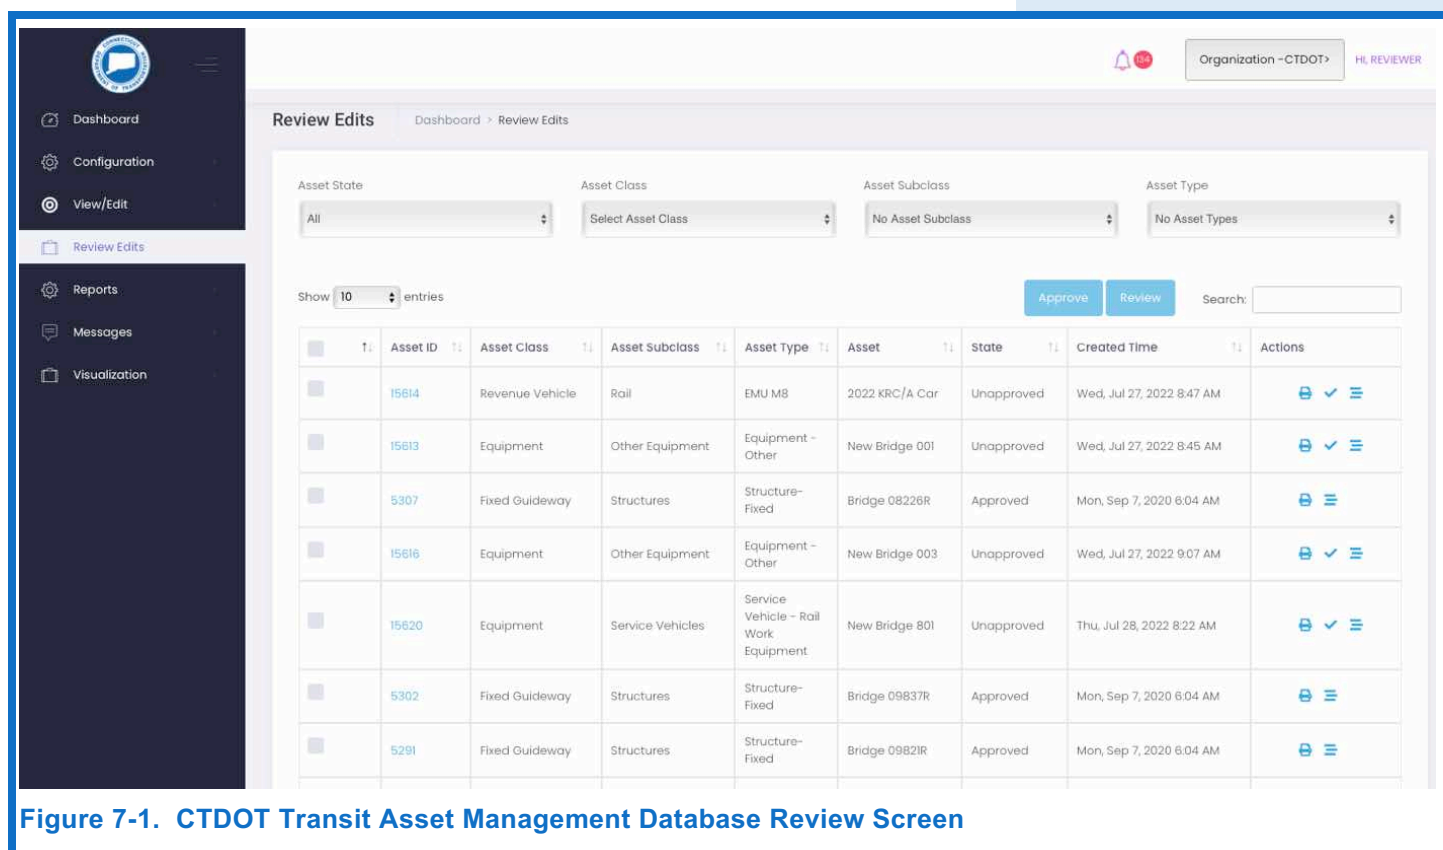 CONNECTICUT
DEPARTMENT OF TRANSPORTATION
134
Organization -CTDOT>
HI, REVIEWER
Dashboard
Configuration
View/Edit
Review Edits
Reports
Messages
Visualization
Review Edits
Dashboard > Review Edits
Asset State
Asset Class
Asset Subclass
Asset Type
All
Select Asset Class
No Asset Subclass
No Asset Types
Show 10 entries
Approve
Review
Search:
Asset ID Asset Class Asset Subclass Asset Type Asset State Created Time Actions
15614 Revenue Vehicle Rail EMU M8 2022 KRC/A Car Unapproved Wed, Jul 27, 2022 8:47 AM
15613 Equipment Other Equipment Equipment - Other New Bridge 001 Unapproved Wed, Jul 27, 2022 8:45 AM
5307 Fixed Guideway Structures Structure-Fixed Bridge 08226R Approved Mon, Sep 7, 2020 6:04 AM
15616 Equipment Other Equipment Equipment - Other New Bridge 003 Unapproved Wed, Jul 27, 2022 9:07 AM
15620 Equipment Service Vehicles Service Vehicle - Rail Work Equipment New Bridge 801 Unapproved Thu, Jul 28, 2022 8:22 AM
5302 Fixed Guideway Structures Structure-Fixed Bridge 09837R Approved Mon, Sep 7, 2020 6:04 AM
5291 Fixed Guideway Structures Structure-Fixed Bridge 09821R Approved Mon, Sep 7, 2020 6:04 AM
Figure 7-1. CTDOT Transit Asset Management Database Review Screen